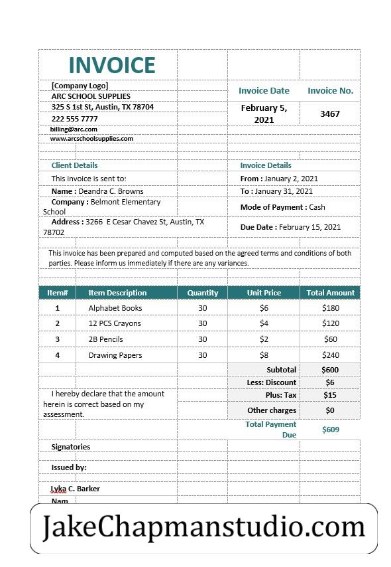 INVOICE
[Company Logo]
ARC SCHOOL SUPPLIES
325 S 1st St, Austin, TX 78704
222 555 7777
billing@arc.com
www.arcschoolsupplies.com
Invoice Date Invoice No.
February 5,
2021
3467
Client Details Invoice Details
This invoice is sent to: From : January 2, 2021
Name : Deandra C. Browns To : January 31, 2021
Company : Belmont Elementary
School
Mode of Payment : Cash
Address : 3266 E Cesar Chavez St, Austin, TX
78702
Due Date : February 15, 2021
This invoice has been prepared and computed based on the agreed terms and conditions of both
parties. Please inform us immediately if there are any variances.
Item# Item Description Quantity Unit Price Total Amount
1 Alphabet Books 30 $6 $180
2 12 PCS Crayons 30 $4 $120
3 2B Pencils 30 $2 $60
4 Drawing Papers 30 $8 $240
Subtotal $600
Less: Discount $6
Plus: Tax $15
Other charges $0
Total Payment
Due
$609
I hereby declare that the amount
herein is correct based on my
assessment.
Signatories
Issued by:
Lyka C. Barker
Nam
JakeChapmanstudio.com